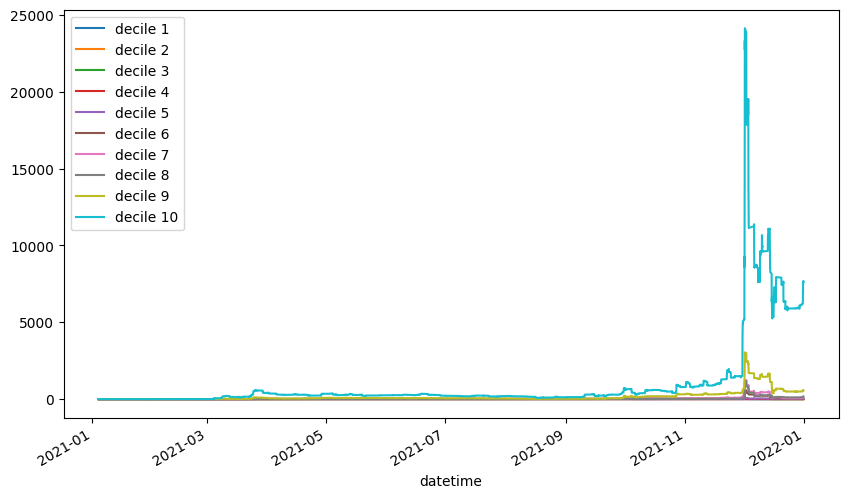 25000
20000
15000
10000
5000
0
decile 1
decile 2
decile 3
decile 4
decile 5
decile 6
decile 7
decile 8
decile 9
decile 10
2021-01
2021-03
2021-05
2021-07
2021-09
2021-11
2022-01
datetime